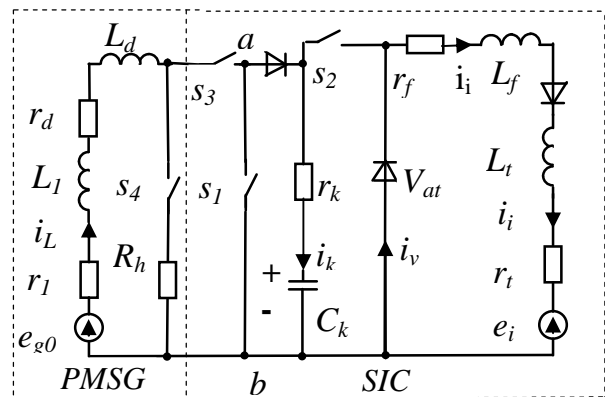 L_d
a
s_3
s_2
r_f
i_i
L_f
r_d
L_1
s_4
s_1
r_k
V_at
L_t
i_L
R_h
i_k
i_v
i_i
r_1
+
-
C_k
r_t
e_g0
e_i
PMSG
b
SIC